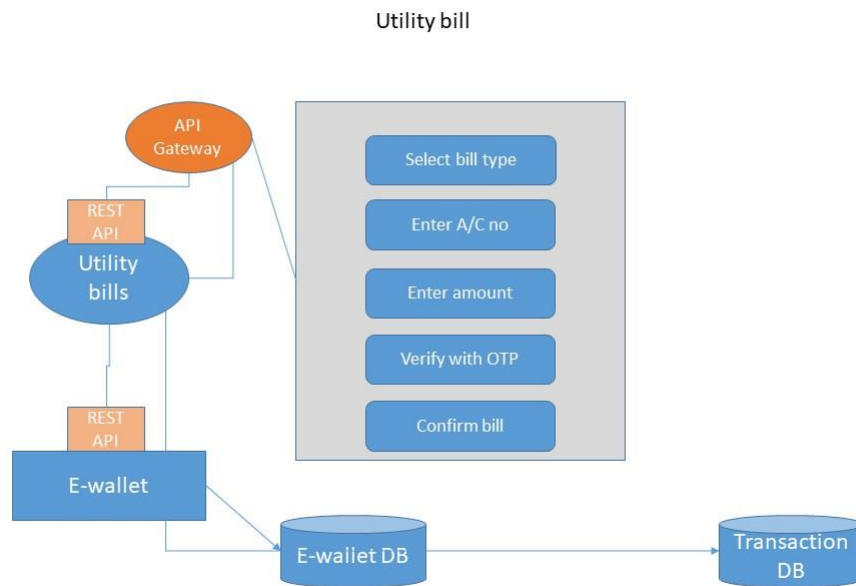 Utility bill
API
Gateway
Select bill type
REST
API
Enter A/C no
Utility
bills
Enter amount
Verify with OTP
REST
API
Confirm bill
E-wallet
E-wallet DB
Transaction
DB